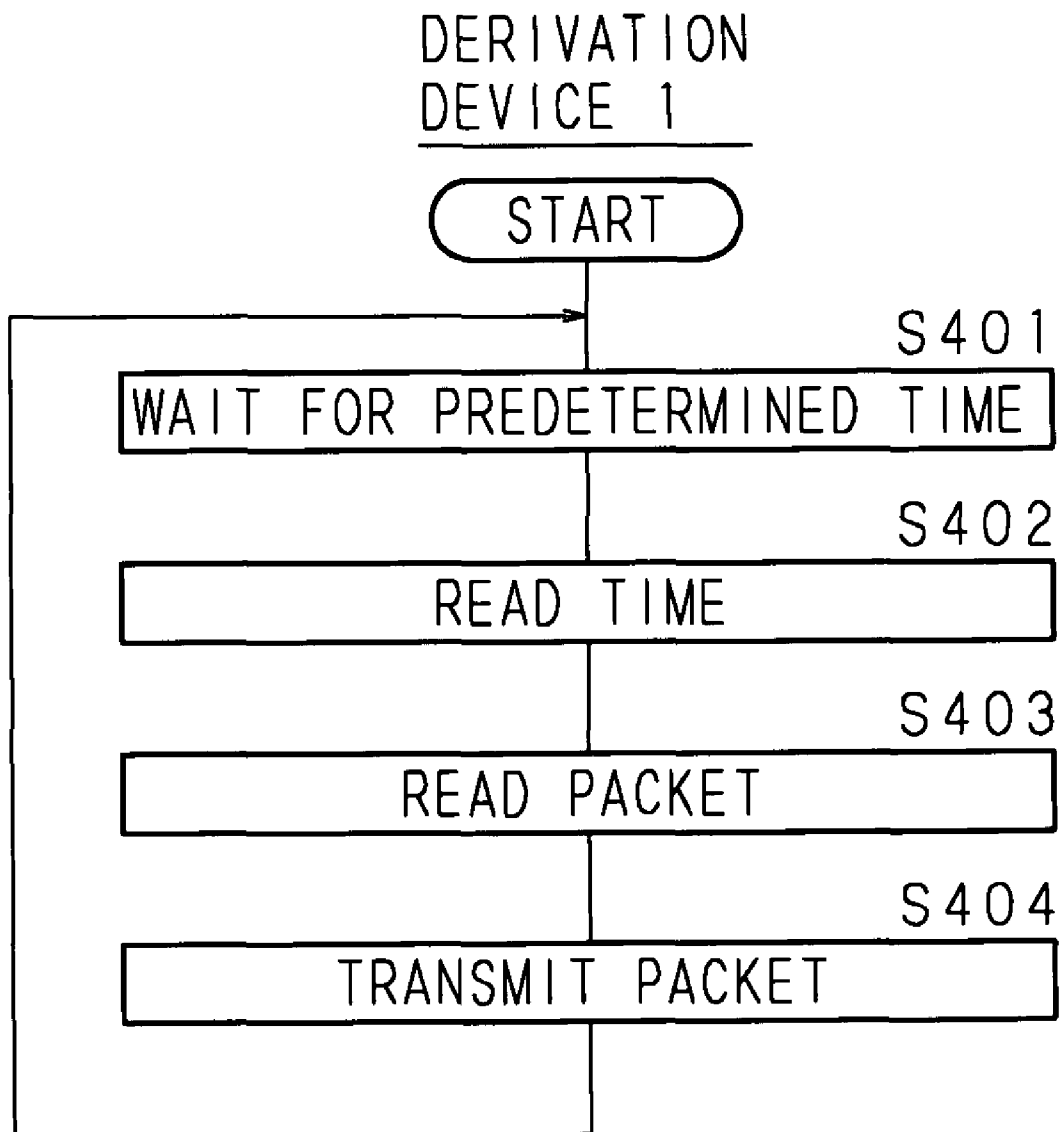 DERIVATION
DEVICE 1
START
S401
WAIT FOR PREDETERMINED TIME
S402
READ TIME
S403
READ PACKET
S404
TRANSMIT PACKET